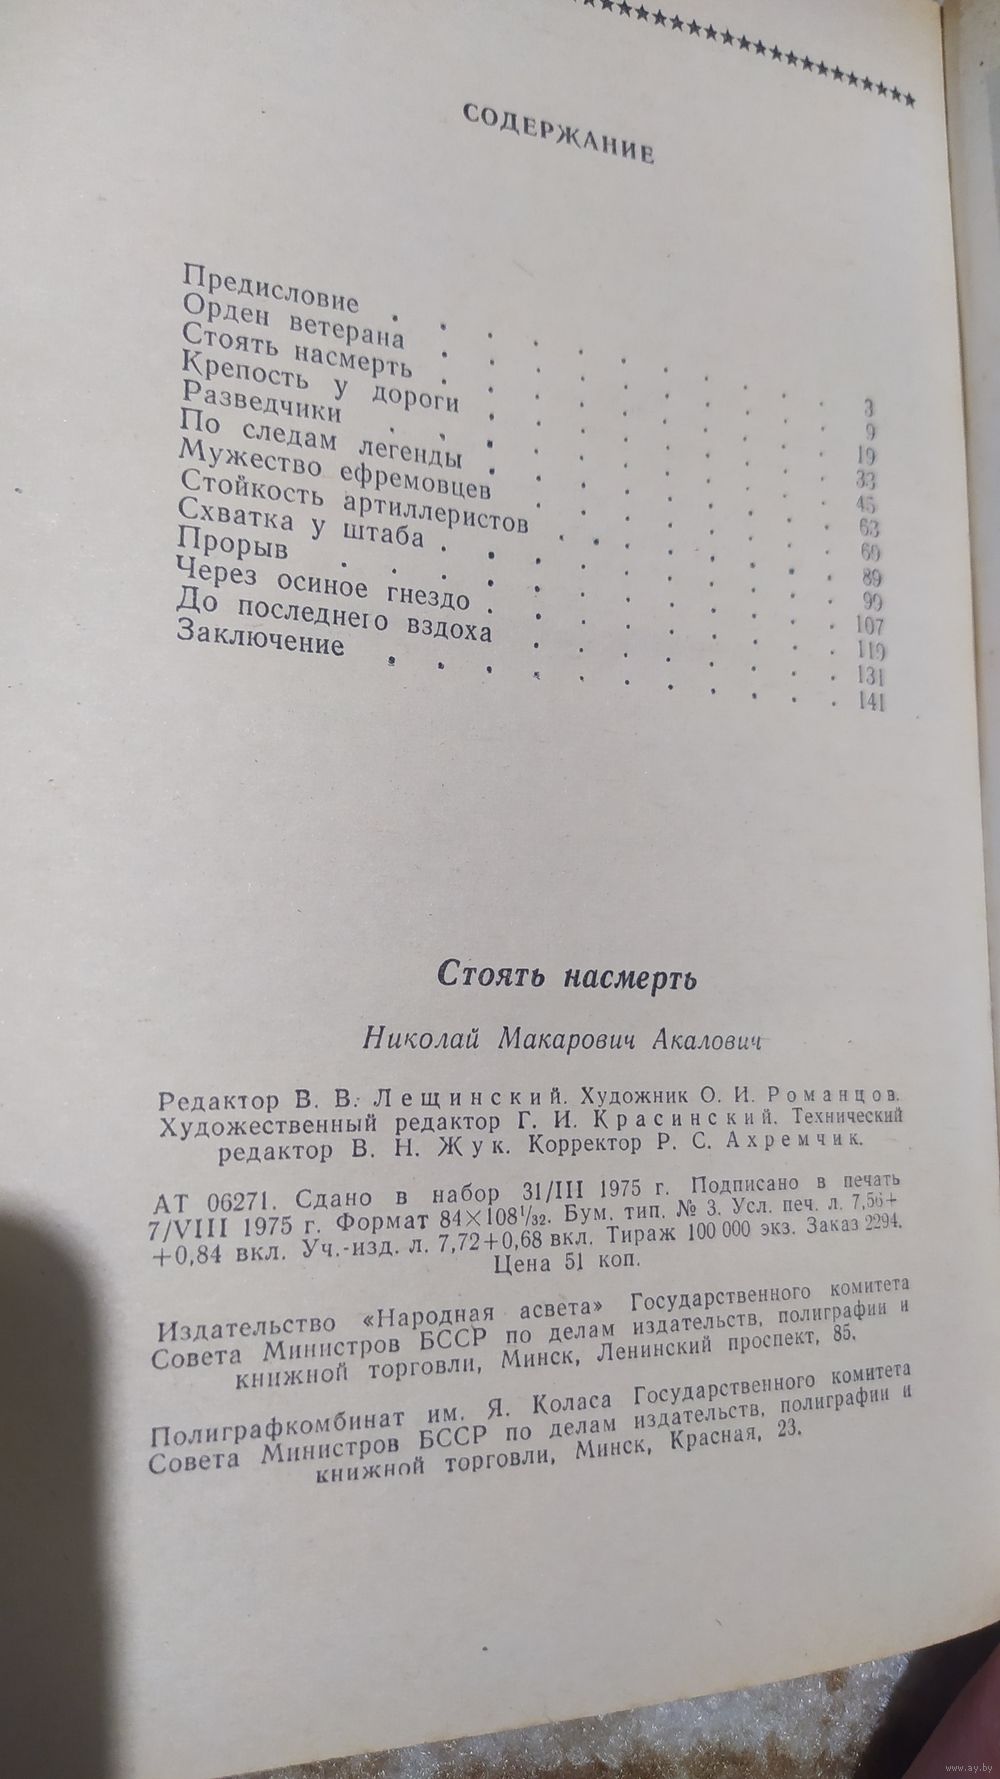 СОДЕРЖАНИЕ
Предисловие . . . . . . . . . . 3
Орден ветерана . . . . . . . . . 9
Стоять насмерть . . . . . . . . . 19
Крепость у дороги . . . . . . . . 33
Разведчики . . . . . . . . . . 45
По следам легенды . . . . . . . . 63
Мужество ефремовцев . . . . . . . 69
Стойкость артиллеристов . . . . . . . 89
Схватка у штаба . . . . . . . . . 99
Прорыв . . . . . . . . . . . 107
Через осиное гнездо . . . . . . . . 119
До последнего вздоха . . . . . . . 131
Заключение . . . . . . . . . . 141
Стоять насмерть
Николай Макарович Акалович
Редактор В. В. Лещинский. Художник О. И. Романцов.
Художественный редактор Г. И. Красинский. Технический
редактор В. Н. Жук. Корректор Р. С. Ахремчик.
АТ 06271. Сдано в набор 31/III 1975 г. Подписано в печать
7/VIII 1975 г. Формат 84×108¹/₃₂. Бум. тип. № 3. Усл. печ. л. 7,56+
+0,84 вкл. Уч.-изд. л. 7,72+0,68 вкл. Тираж 100 000 экз. Заказ 2294.
Цена 51 коп.
Издательство «Народная асвета» Государственного комитета
Совета Министров БССР по делам издательств, полиграфии и
книжной торговли, Минск, Ленинский проспект, 85.
Полиграфкомбинат им. Я. Коласа Государственного комитета
Совета Министров БССР по делам издательств, полиграфии и
книжной торговли, Минск, Красная, 23.
www.ay.by